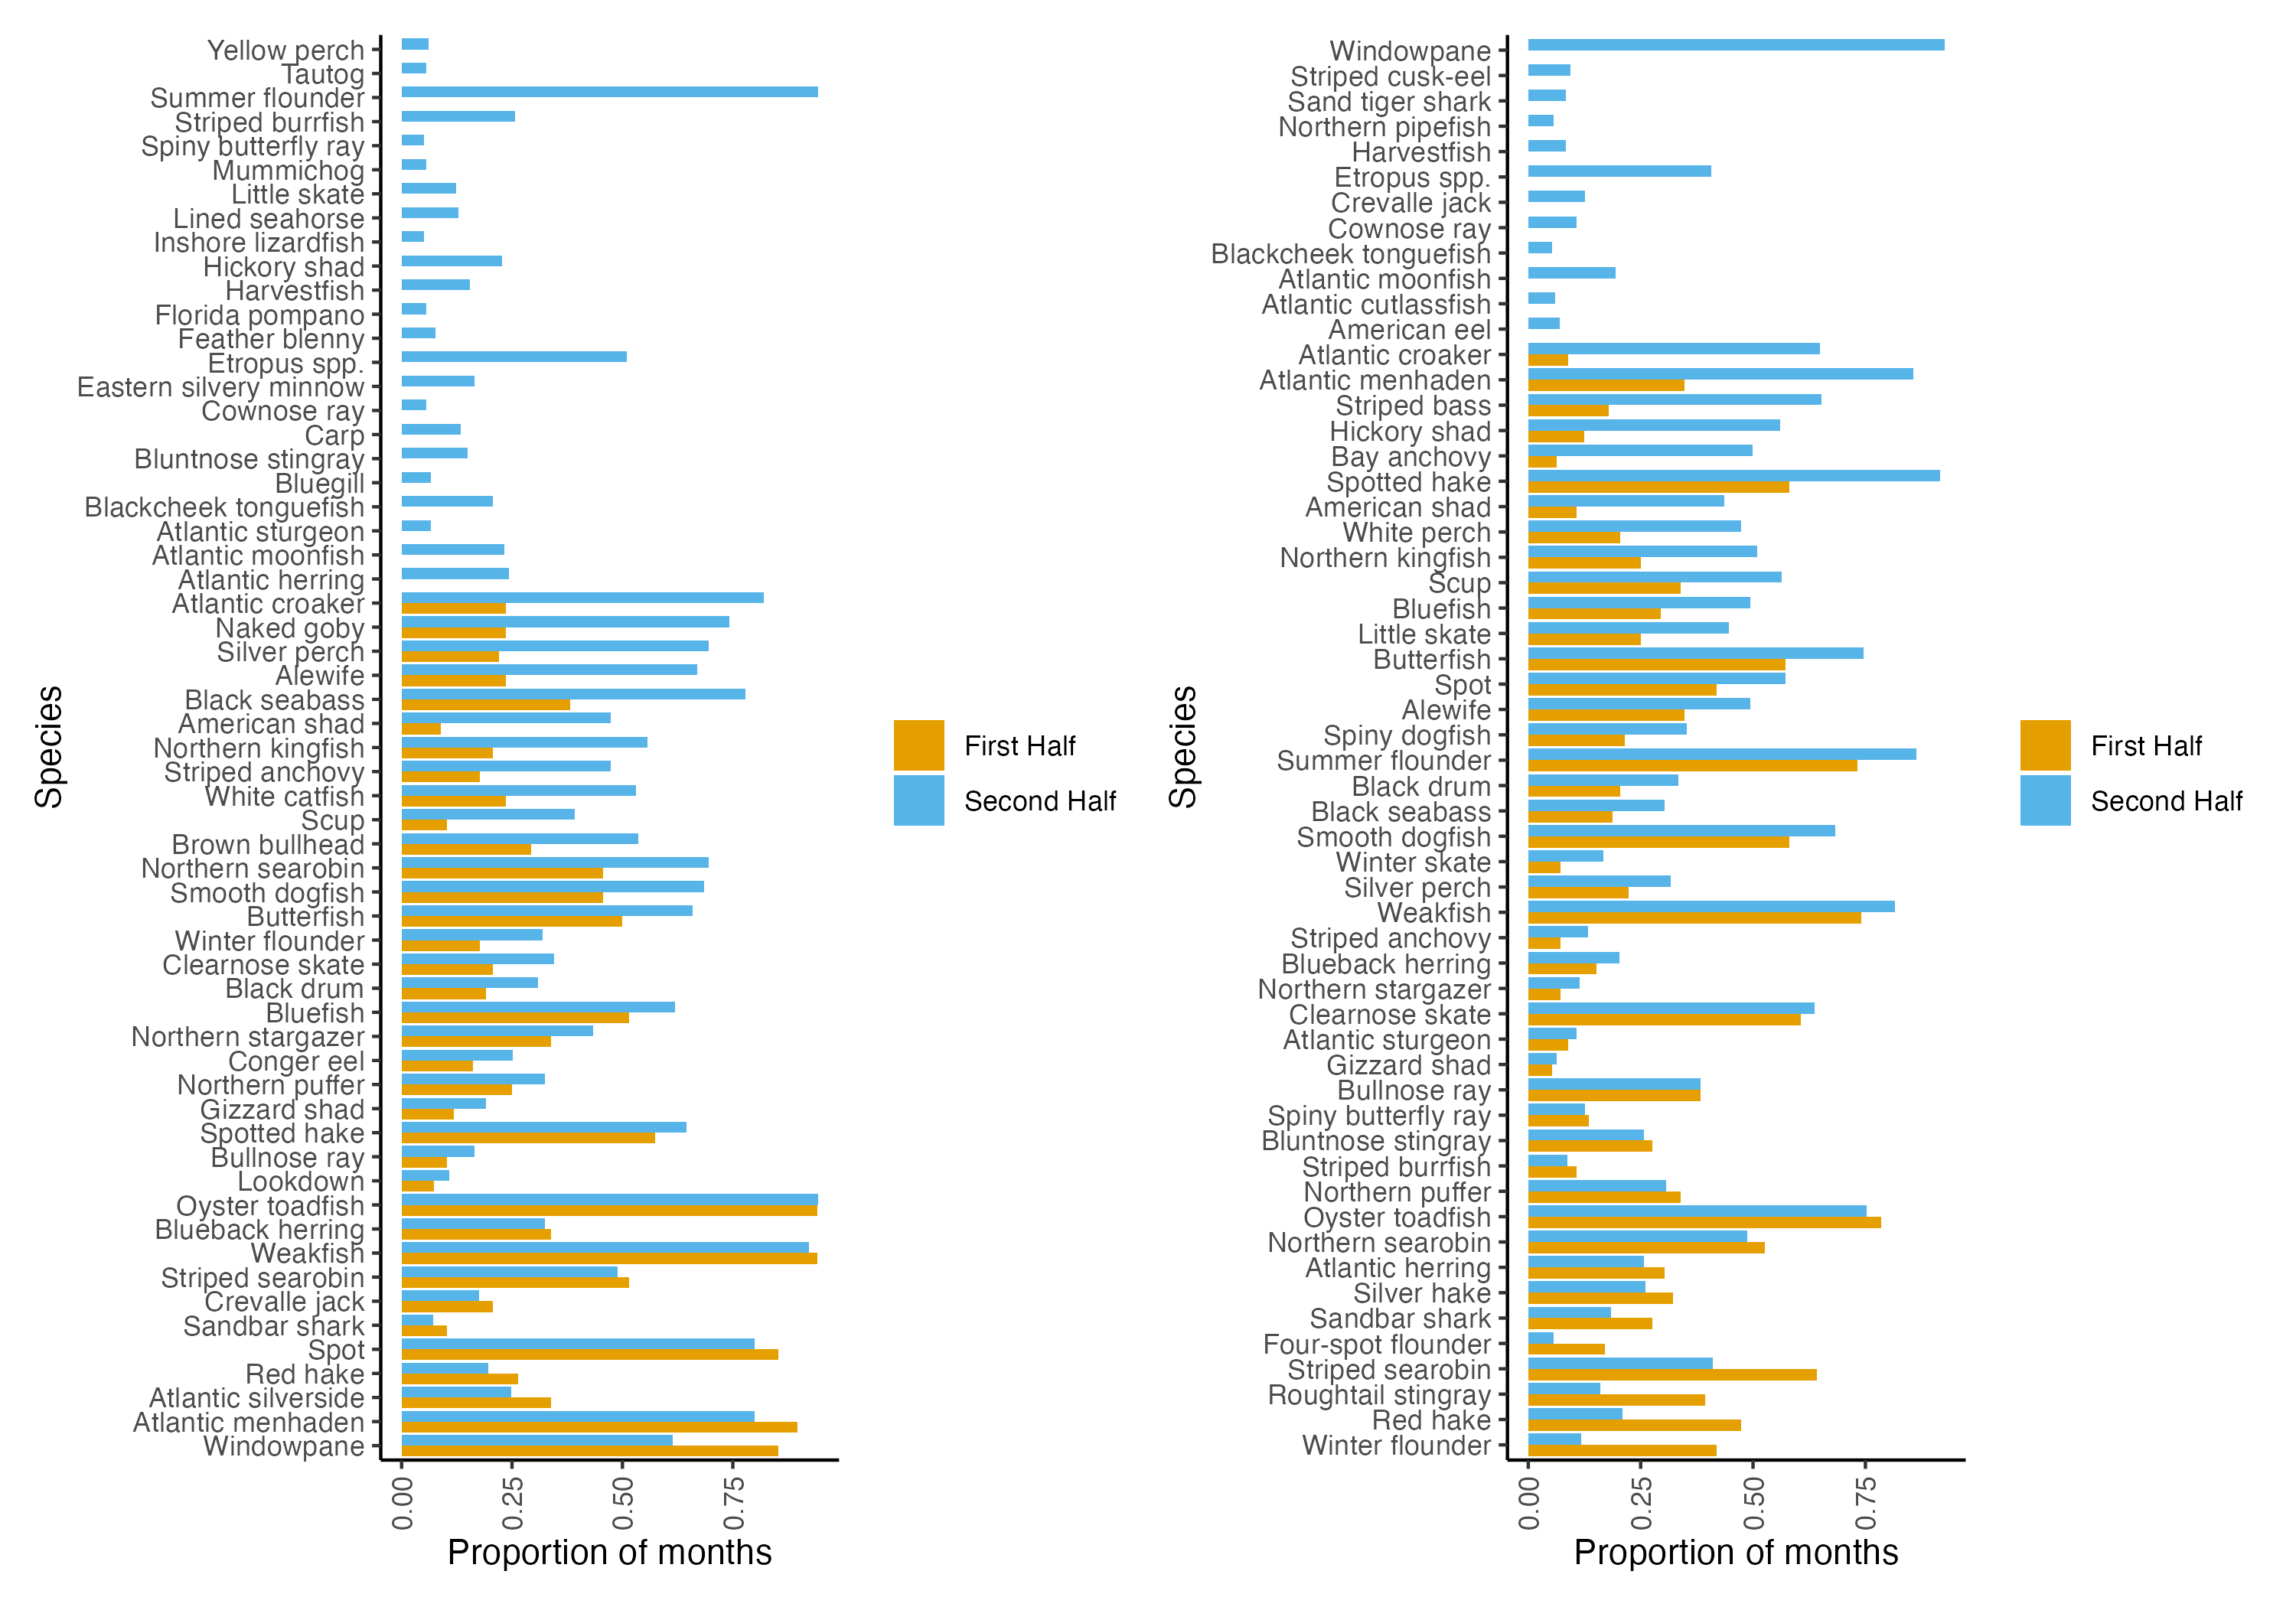 Species
Yellow perch
Tautog
Summer flounder
Striped burrfish
Spiny butterfly ray
Mummichog
Little skate
Lined seahorse
Inshore lizardfish
Hickory shad
Harvestfish
Florida pompano
Feather blenny
Etropus spp.
Eastern silvery minnow
Cownose ray
Carp
Bluntnose stingray
Bluegill
Blackcheek tonguefish
Atlantic sturgeon
Atlantic moonfish
Atlantic herring
Atlantic croaker
Naked goby
Silver perch
Alewife
Black seabass
American shad
Northern kingfish
Striped anchovy
White catfish
Scup
Brown bullhead
Northern searobin
Smooth dogfish
Butterfish
Winter flounder
Clearnose skate
Black drum
Bluefish
Northern stargazer
Conger eel
Northern puffer
Gizzard shad
Spotted hake
Bullnose ray
Lookdown
Oyster toadfish
Blueback herring
Weakfish
Striped searobin
Crevalle jack
Sandbar shark
Spot
Red hake
Atlantic silverside
Atlantic menhaden
Windowpane
0.00
0.25
0.50
0.75
Proportion of months
First Half
Second Half
Species
Windowpane
Striped cusk-eel
Sand tiger shark
Northern pipefish
Harvestfish
Etropus spp.
Crevalle jack
Cownose ray
Blackcheek tonguefish
Atlantic moonfish
Atlantic cutlassfish
American eel
Atlantic croaker
Atlantic menhaden
Striped bass
Hickory shad
Bay anchovy
Spotted hake
American shad
White perch
Northern kingfish
Scup
Bluefish
Little skate
Butterfish
Spot
Alewife
Spiny dogfish
Summer flounder
Black drum
Black seabass
Smooth dogfish
Winter skate
Silver perch
Weakfish
Striped anchovy
Blueback herring
Northern stargazer
Clearnose skate
Atlantic sturgeon
Gizzard shad
Bullnose ray
Spiny butterfly ray
Bluntnose stingray
Striped burrfish
Northern puffer
Oyster toadfish
Northern searobin
Atlantic herring
Silver hake
Sandbar shark
Four-spot flounder
Striped searobin
Roughtail stingray
Red hake
Winter flounder
0.00
0.25
0.50
0.75
Proportion of months
First Half
Second Half